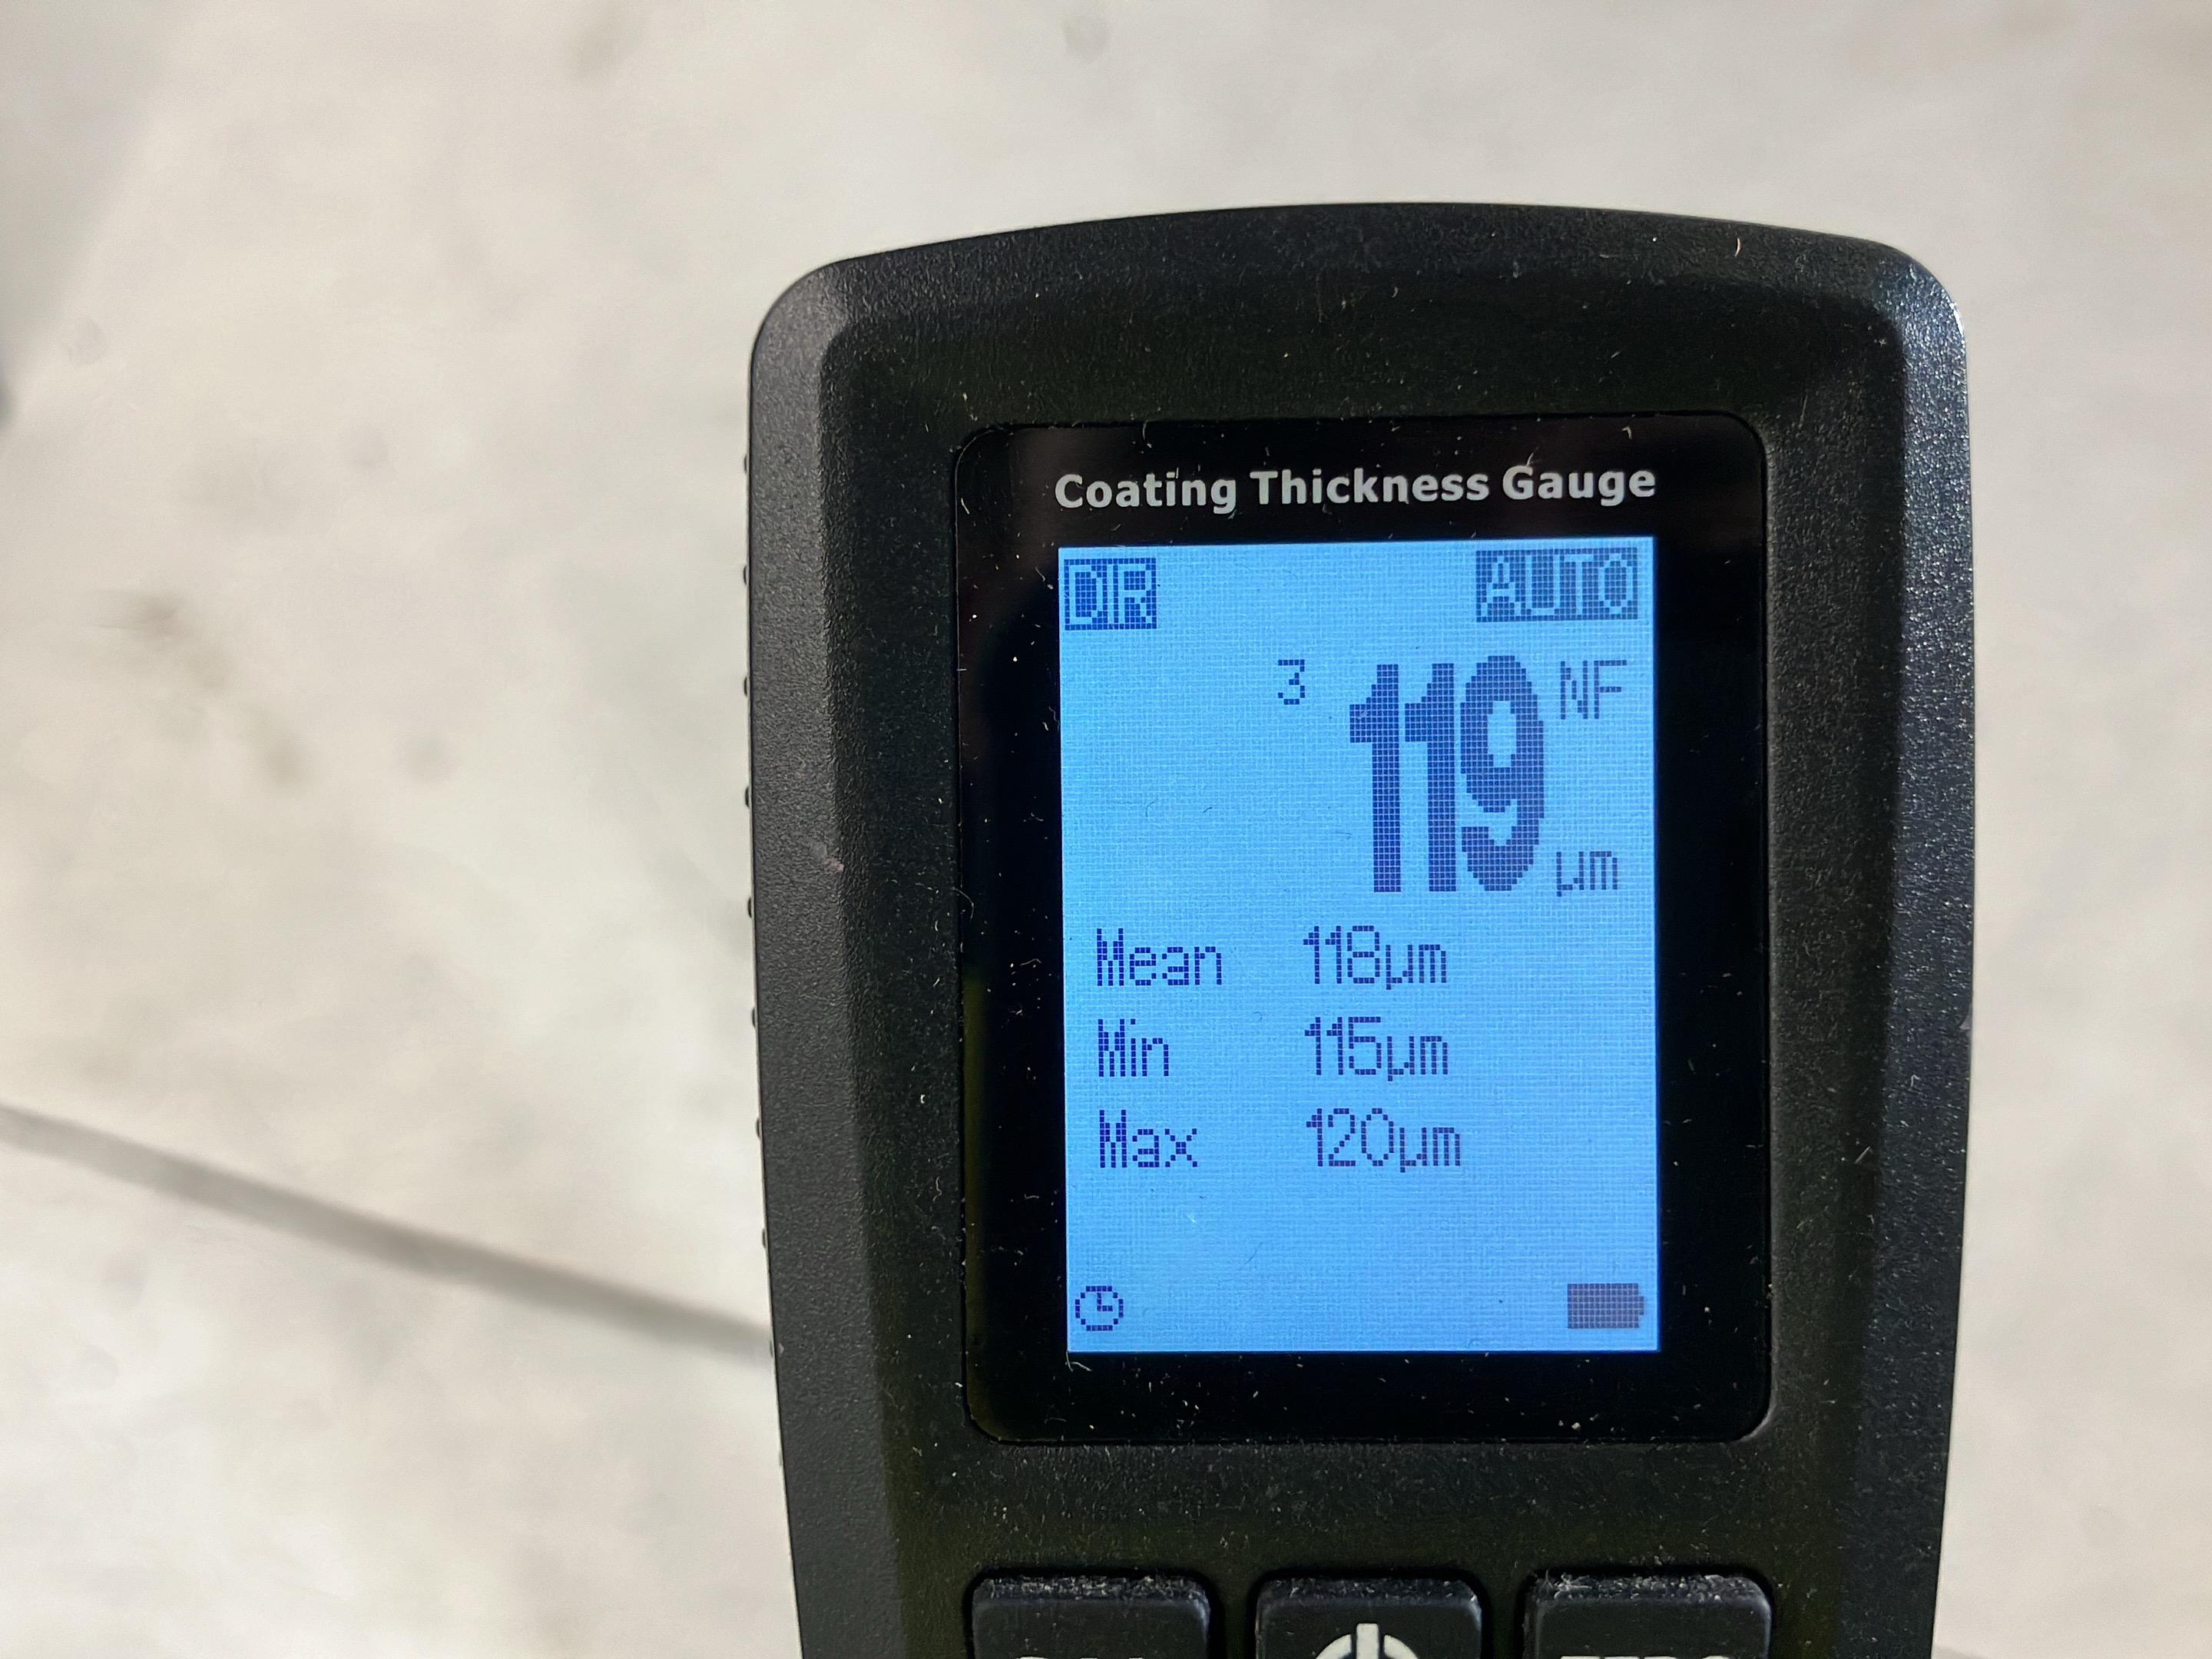 Coating Thickness Gauge
DIR AUTO
3 119 NF
µm
Mean 118µm
Min 115µm
Max 120µm